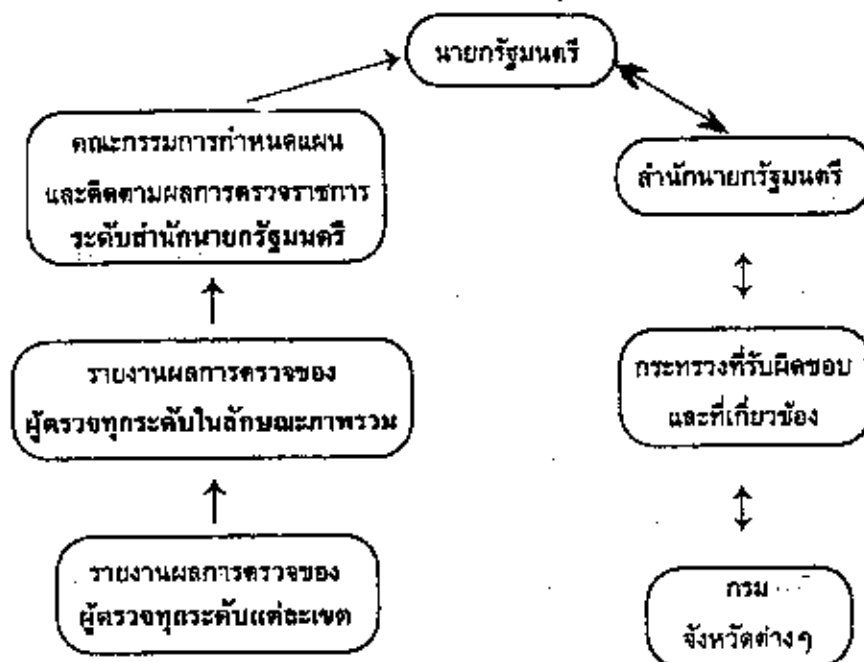 นายกรัฐมนตรี
คณะกรรมการกำหนดแผน
และติดตามผลการตรวจราชการ
ระดับสำนักนายกรัฐมนตรี
สำนักนายกรัฐมนตรี
รายงานผลการตรวจของ
ผู้ตรวจทุกระดับในลักษณะภาพรวม
กระทรวงที่รับผิดชอบ
และที่เกี่ยวข้อง
รายงานผลการตรวจของ
ผู้ตรวจทุกระดับแต่ละเขต
กรม
จังหวัดต่างๆ